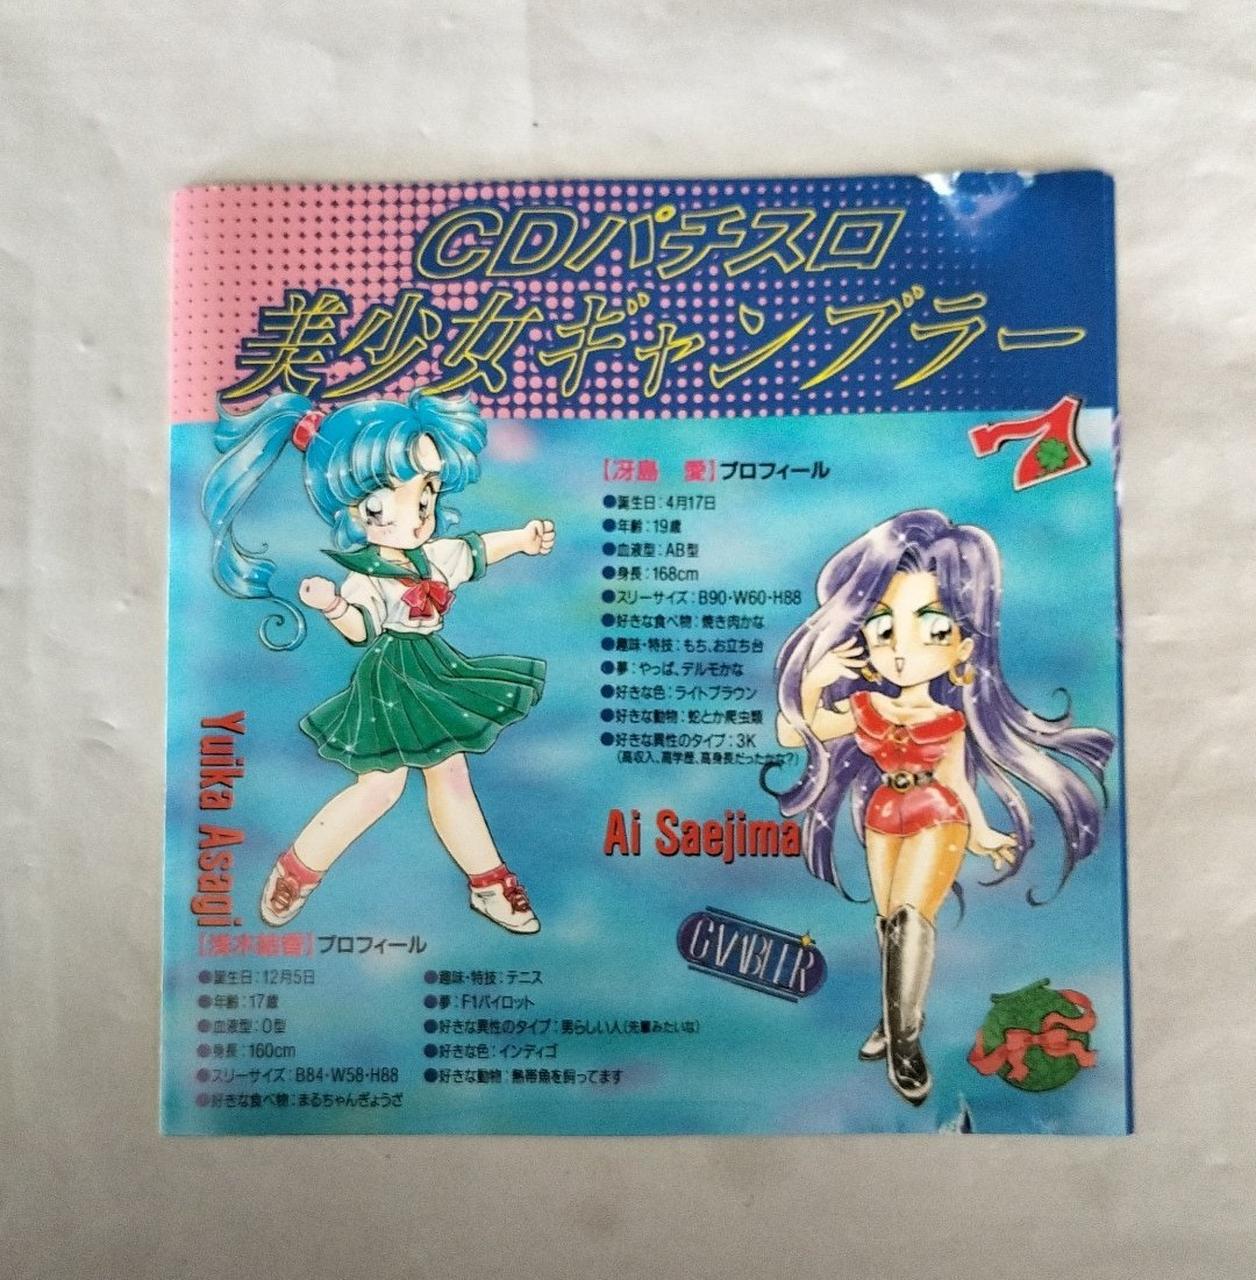 CDパチスロ
美少女ギャンブラー
7
【冴島 愛】プロフィール
●誕生日：4月17日
●年齢：19歳
●血液型：AB型
●身長：168cm
●スリーサイズ：B90・W60・H88
●好きな食べ物：焼き肉かな
●趣味・特技：もち、お立ち台
●夢：やっぱ、デルモかな
●好きな色：ライトブラウン
●好きな動物：蛇とか爬虫類
●好きな異性のタイプ：3K
（高収入、高学歴、高身長だったかな?）
Ai Saejima
GAMBLER
Yuika Asagi
【浅木結香】プロフィール
●誕生日：12月5日
●年齢：17歳
●血液型：O型
●身長：160cm
●スリーサイズ：B84・W58・H88
●好きな食べ物：まるちゃんぎょうざ
●趣味・特技：テニス
●夢：F1パイロット
●好きな異性のタイプ：男らしい人（先輩みたいな）
●好きな色：インディゴ
●好きな動物：熱帯魚を飼ってます